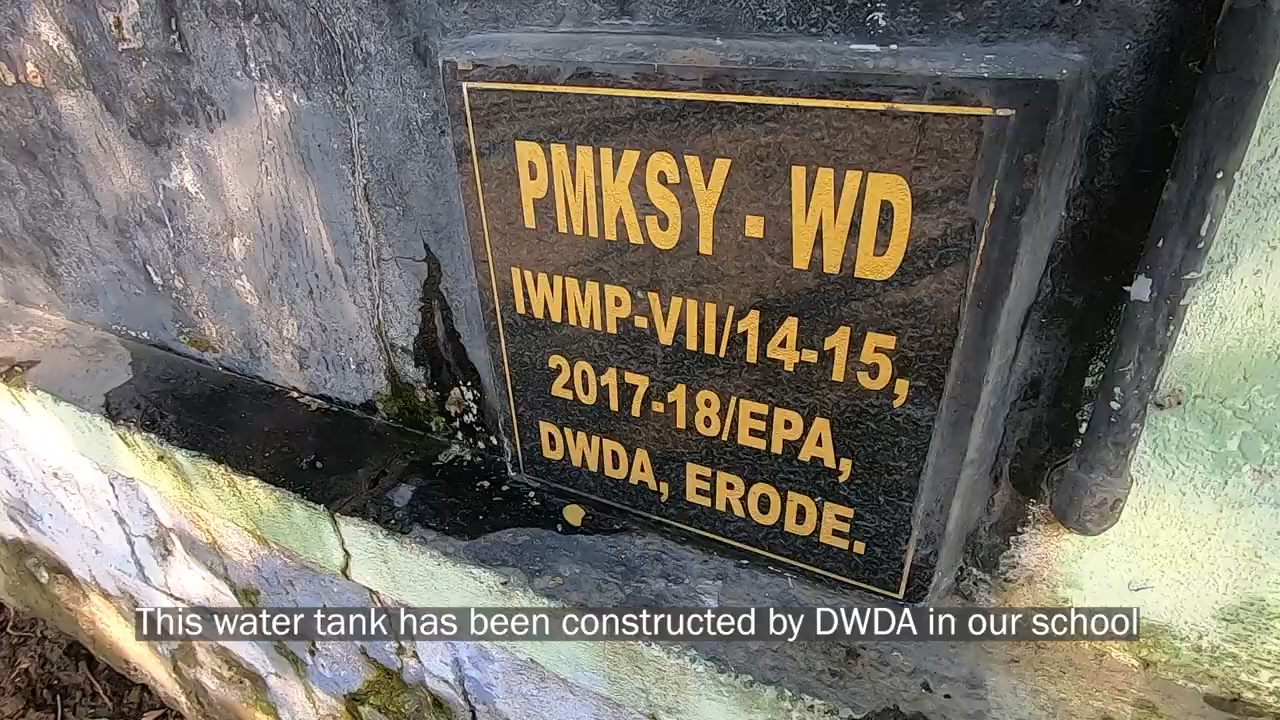 PMKSY - WD
IWMP-VII/14-15,
2017-18/EPA,
DWDA, ERODE.
This water tank has been constructed by DWDA in our school